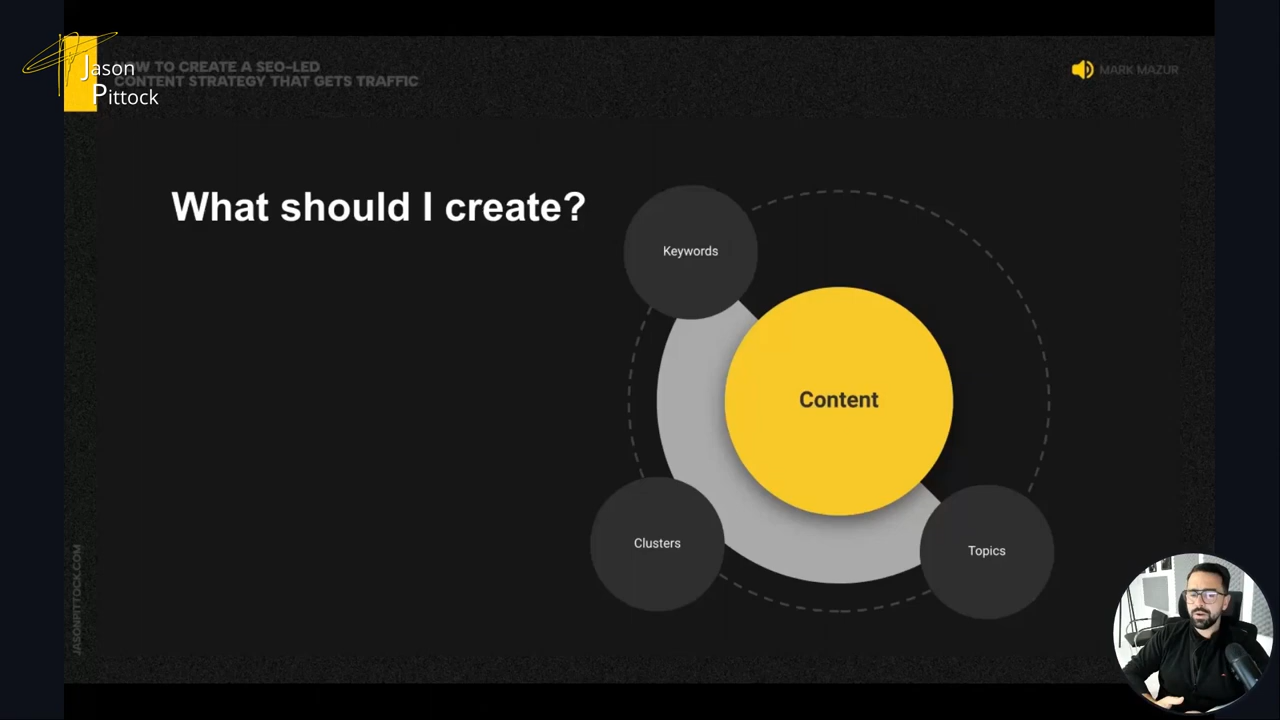 HOW TO CREATE A SEO-LED
CONTENT STRATEGY THAT GETS TRAFFIC
Jason
Pittock
MARK MAZUR
What should I create?
Keywords
Content
Clusters
Topics
JASONPITTOCK.COM